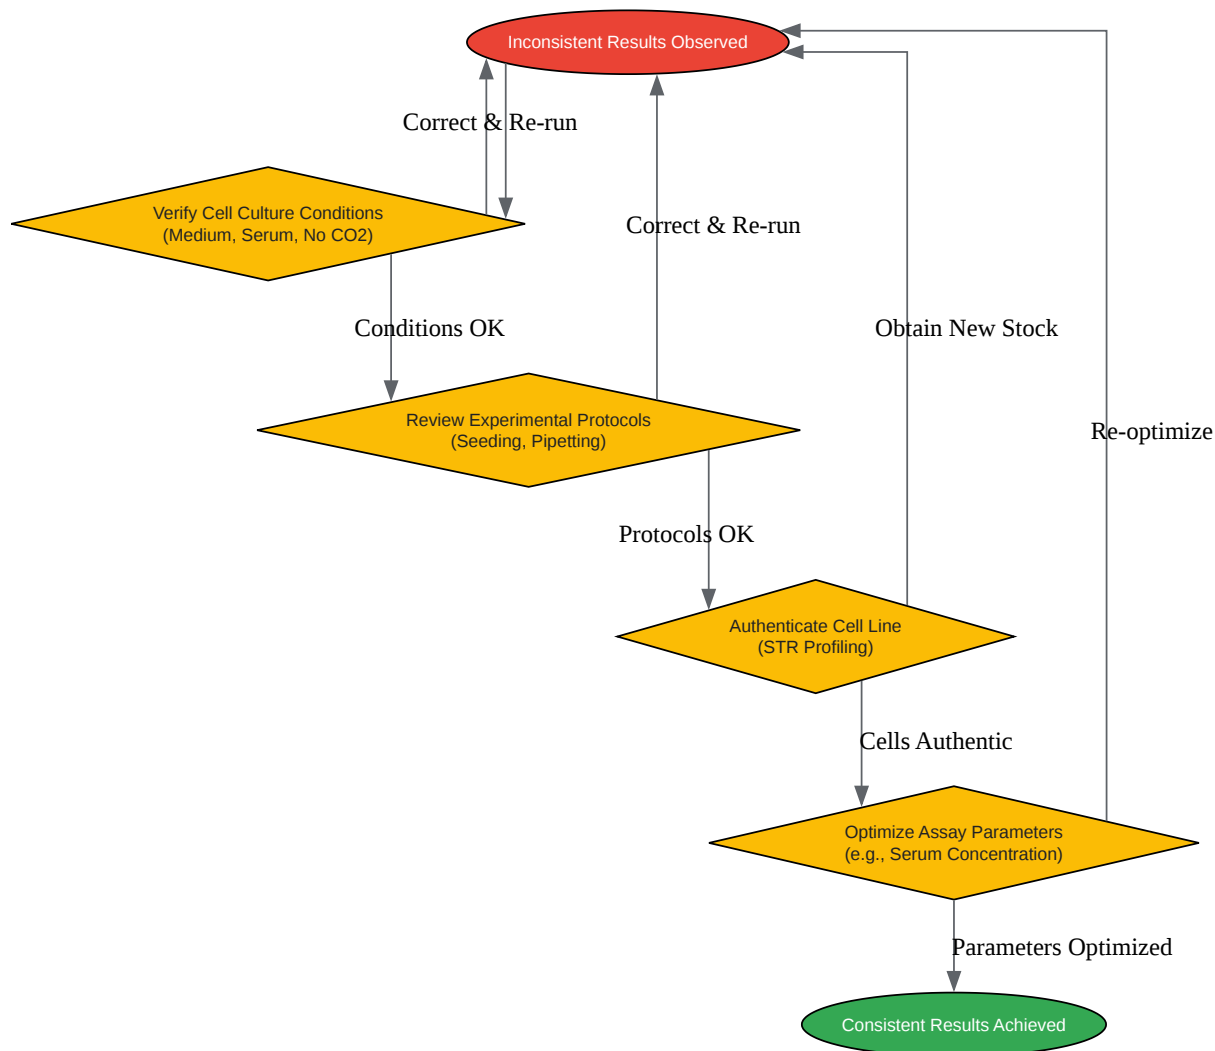 Inconsistent Results Observed
Correct & Re-run
Verify Cell Culture Conditions
(Medium, Serum, No CO2)
Correct & Re-run
Conditions OK
Obtain New Stock
Review Experimental Protocols
(Seeding, Pipetting)
Re-optimize
Protocols OK
Authenticate Cell Line
(STR Profiling)
Cells Authentic
Optimize Assay Parameters
(e.g., Serum Concentration)
Parameters Optimized
Consistent Results Achieved